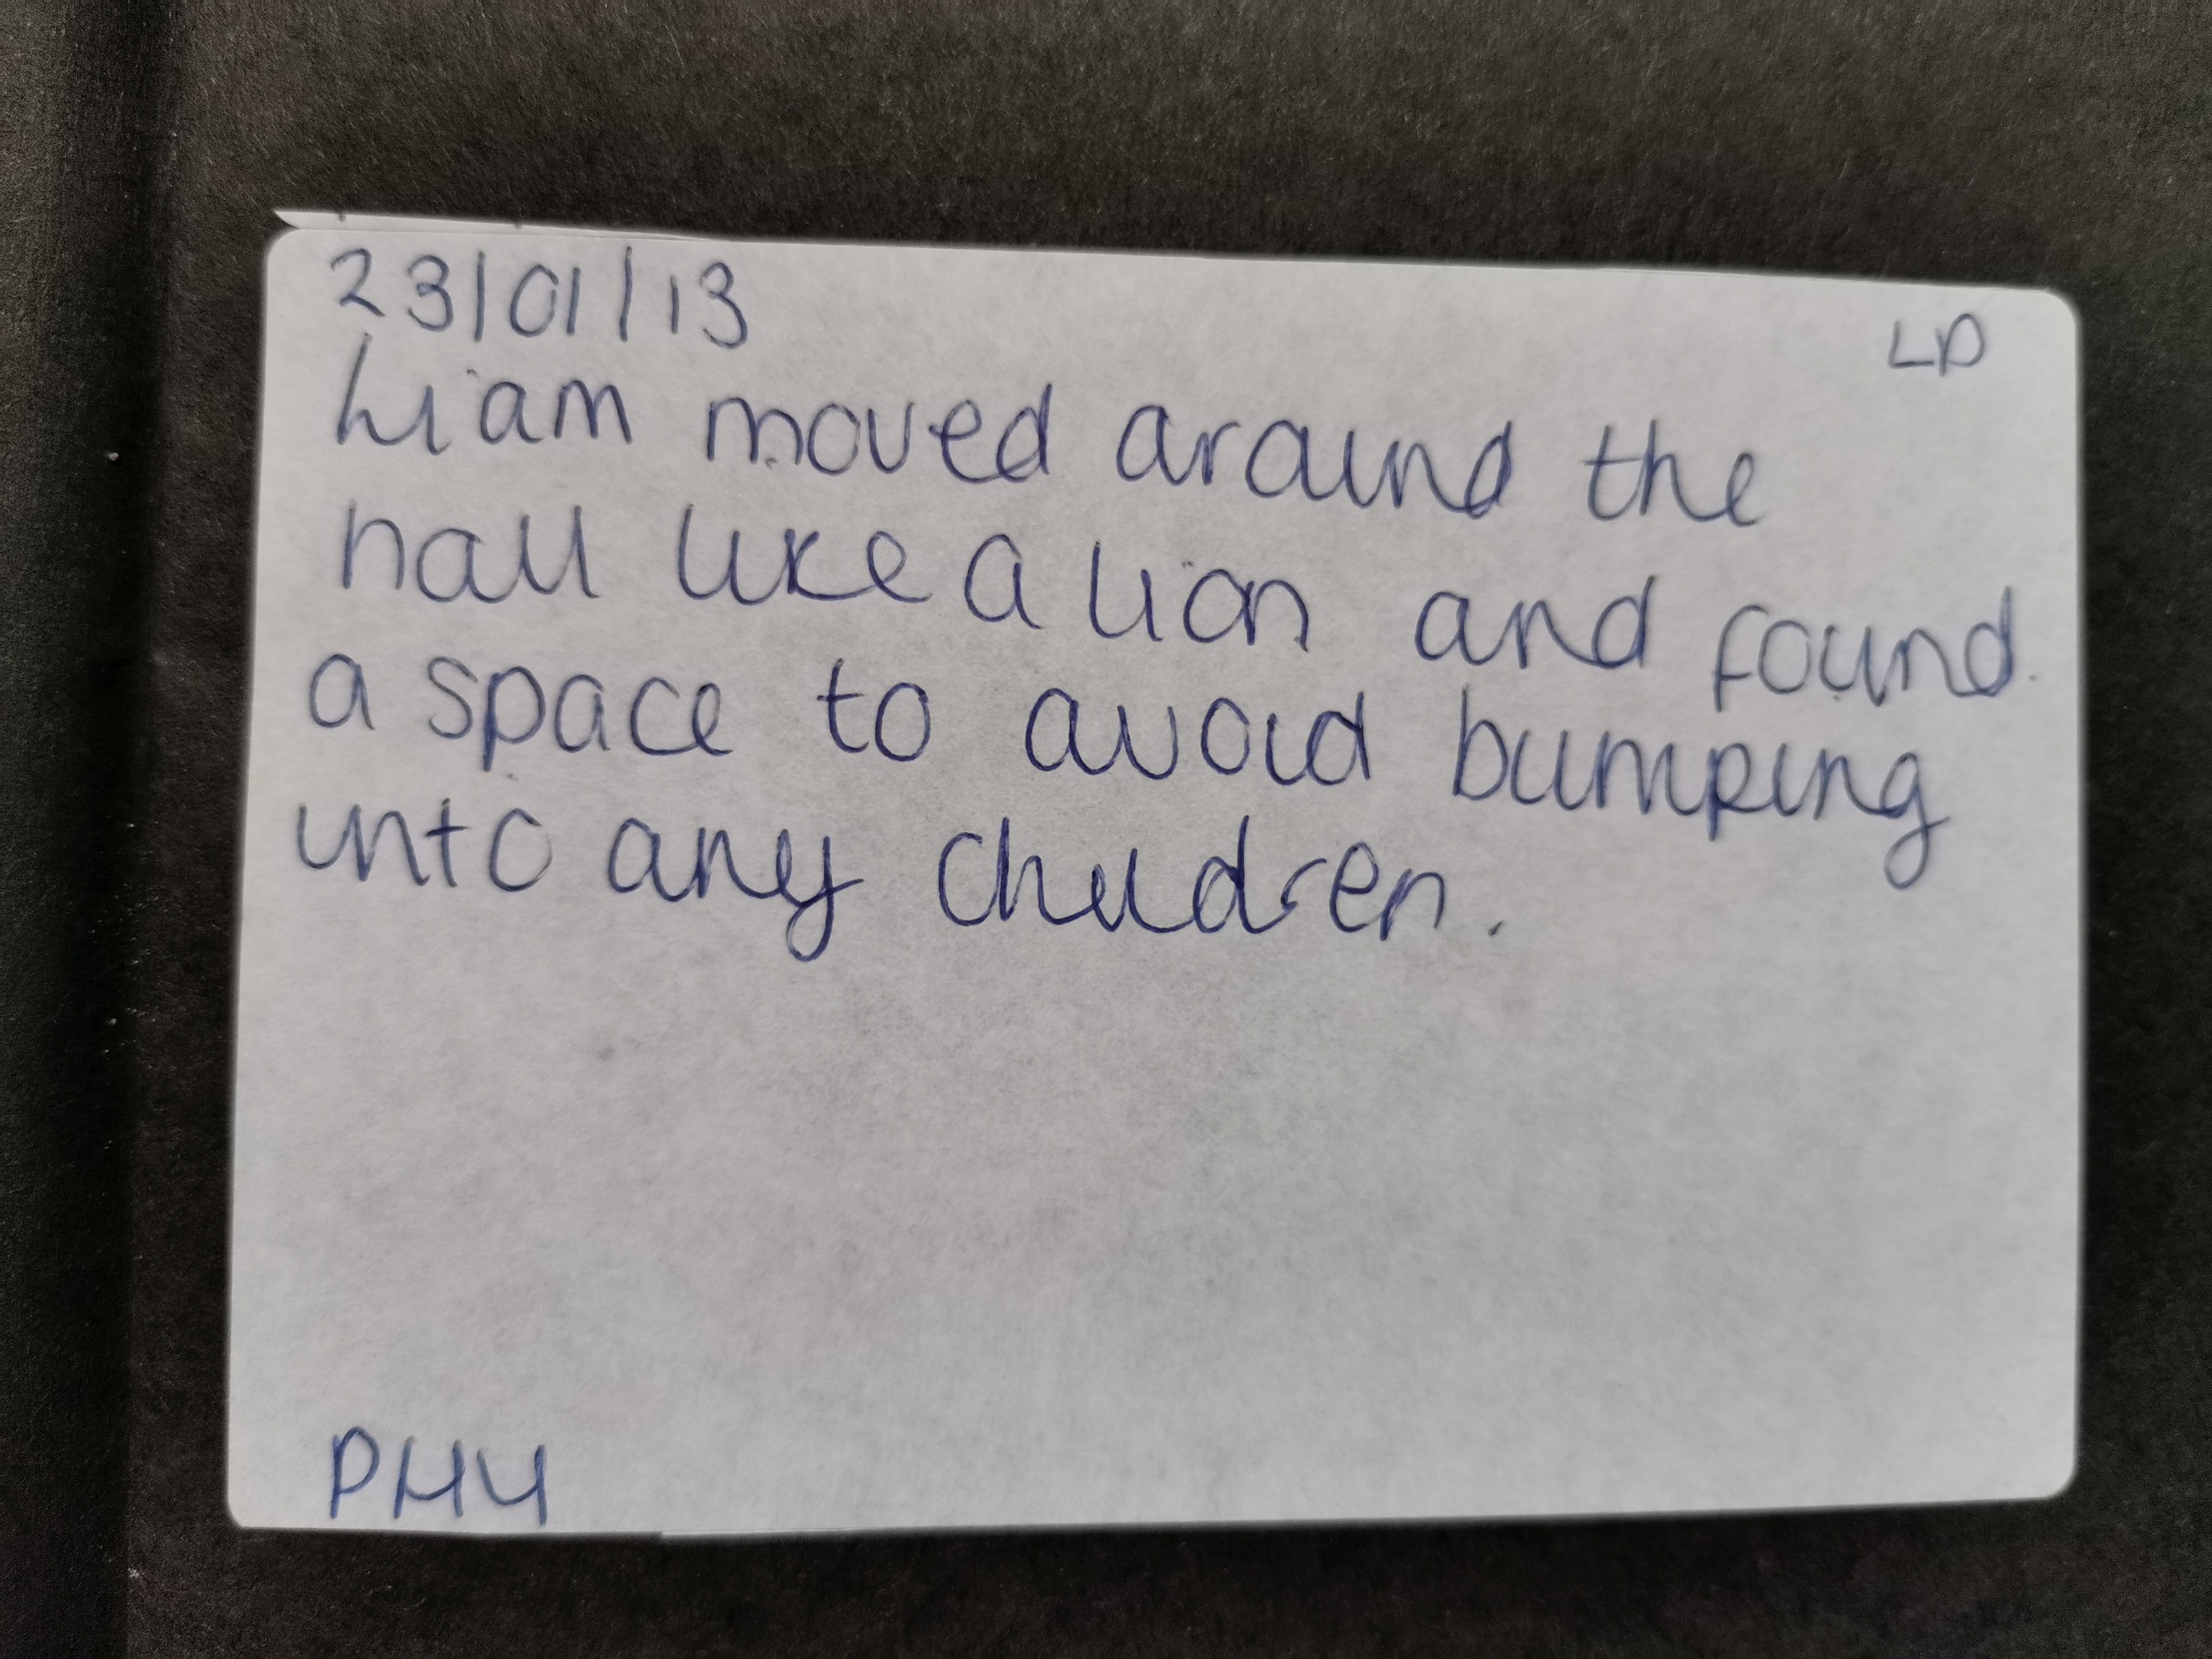 23/01/13 LD
Liam moved around the
hall like a lion and found
a space to avoid bumping
into any children.
PHY